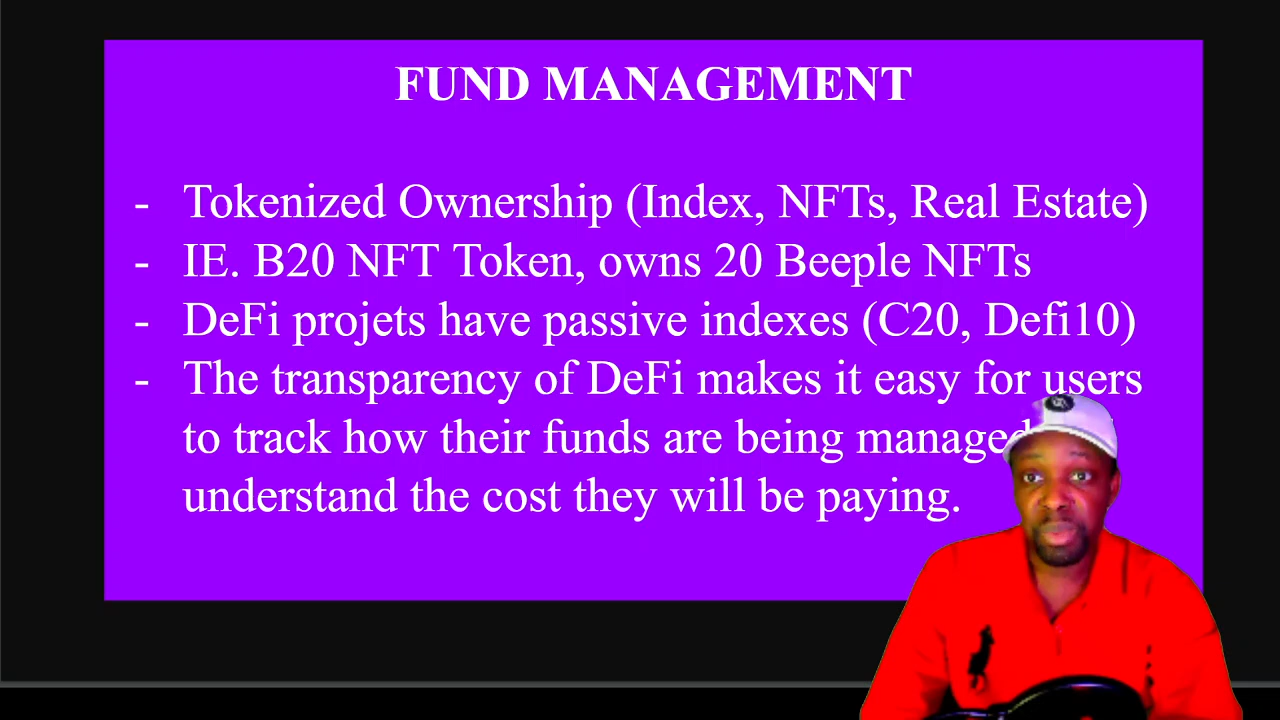 FUND MANAGEMENT
- Tokenized Ownership (Index, NFTs, Real Estate)
- IE. B20 NFT Token, owns 20 Beeple NFTs
- DeFi projets have passive indexes (C20, Defi10)
- The transparency of DeFi makes it easy for users
to track how their funds are being managed
understand the cost they will be paying.